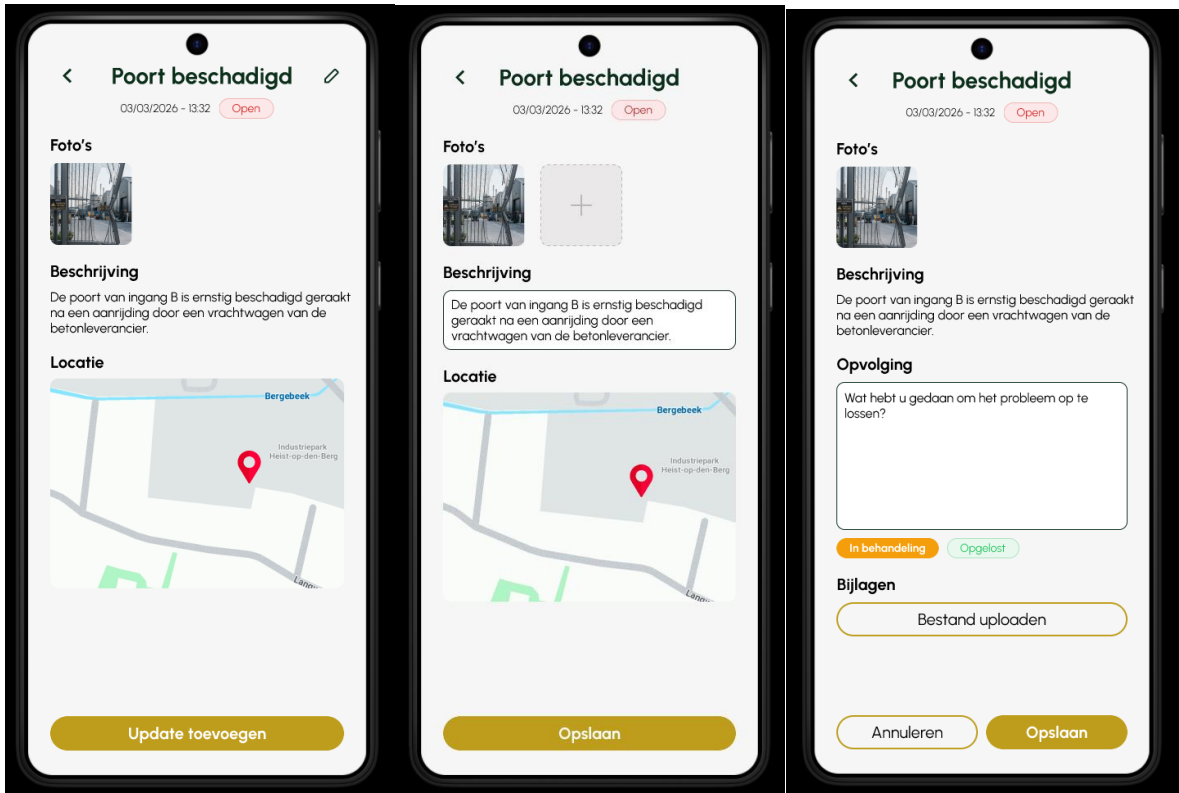 Poort beschadigd
03/03/2026 - 13:32 Open
Foto's
Beschrijving
De poort van ingang B is ernstig beschadigd geraakt
na een aanrijding door een vrachtwagen van de
betonleverancier.
Locatie
Bergebeek
Industriepark
Heist-op-den-Berg
Update toevoegen
Poort beschadigd
03/03/2026 - 13:32 Open
Foto's
Beschrijving
De poort van ingang B is ernstig beschadigd
geraakt na een aanrijding door een
vrachtwagen van de betonleverancier.
Locatie
Bergebeek
Industriepark
Heist-op-den-Berg
Opslaan
Poort beschadigd
03/03/2026 - 13:32 Open
Foto's
Beschrijving
De poort van ingang B is ernstig beschadigd geraakt
na een aanrijding door een vrachtwagen van de
betonleverancier.
Opvolging
Wat hebt u gedaan om het probleem op te
lossen?
In behandeling Opgelost
Bijlagen
Bestand uploaden
Annuleren Opslaan